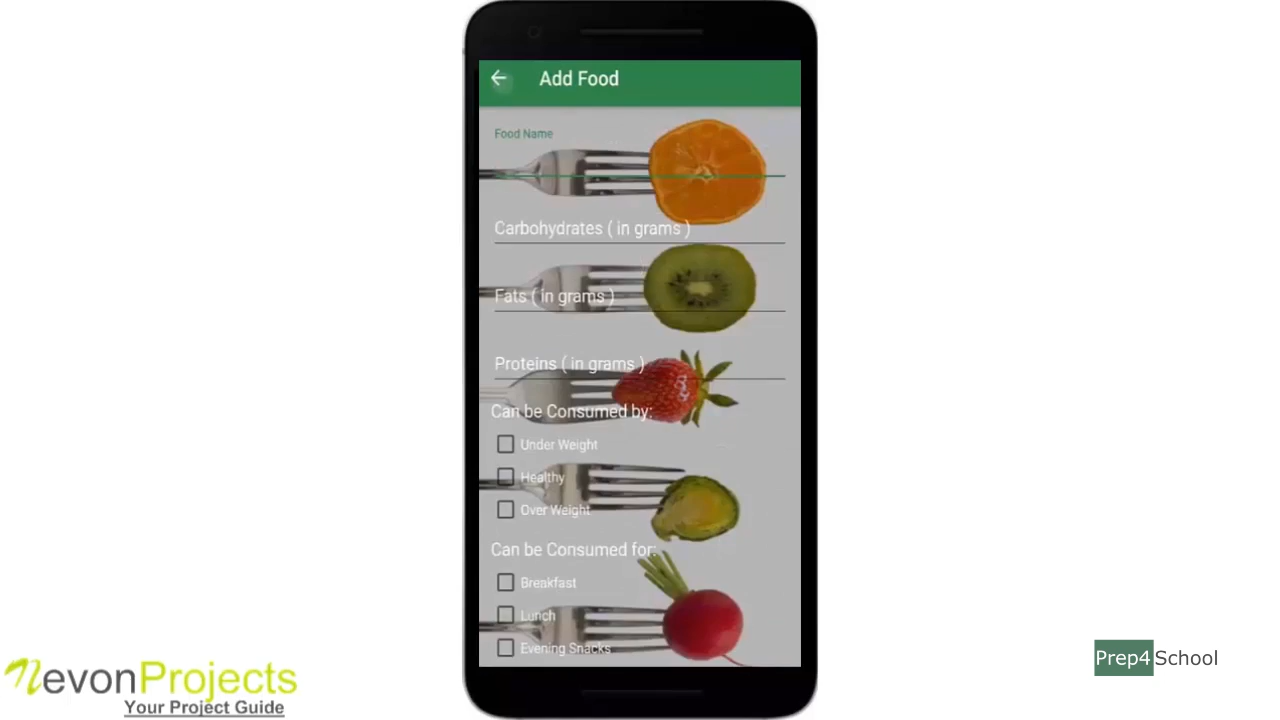 Add Food
Food Name
Carbohydrates ( in grams )
Fats ( in grams )
Proteins ( in grams )
Can be Consumed by:
Under Weight
Healthy
Over Weight
Can be Consumed for:
Breakfast
Lunch
Evening Snacks
NevonProjects
Your Project Guide
Prep4School